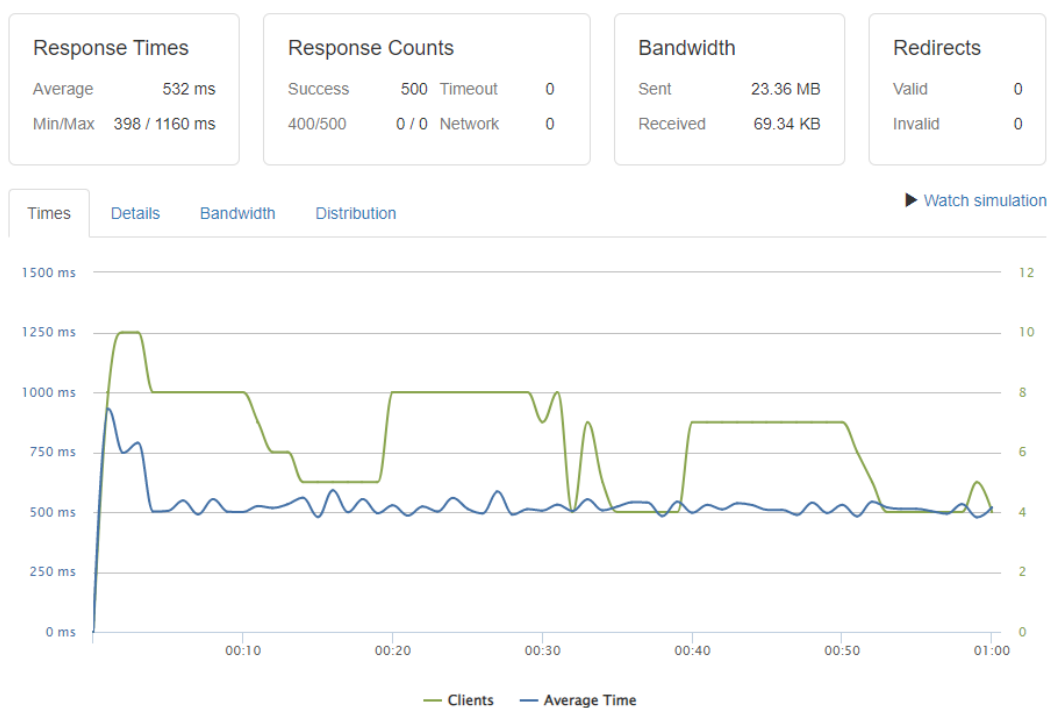 Response Times
Average 532 ms
Min/Max 398 / 1160 ms
Response Counts
Success 500 Timeout 0
400/500 0 / 0 Network 0
Bandwidth
Sent 23.36 MB
Received 69.34 KB
Redirects
Valid 0
Invalid 0
Times Details Bandwidth Distribution
▶ Watch simulation
1500 ms 12
1250 ms 10
1000 ms 8
750 ms 6
500 ms 4
250 ms 2
0 ms 0
00:10 00:20 00:30 00:40 00:50 01:00
Clients Average Time